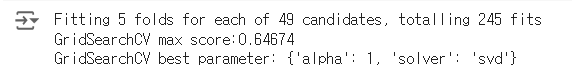 Fitting 5 folds for each of 49 candidates, totalling 245 fits
GridSearchCV max score:0.64674
GridSearchCV best parameter: {'alpha': 1, 'solver': 'svd'}